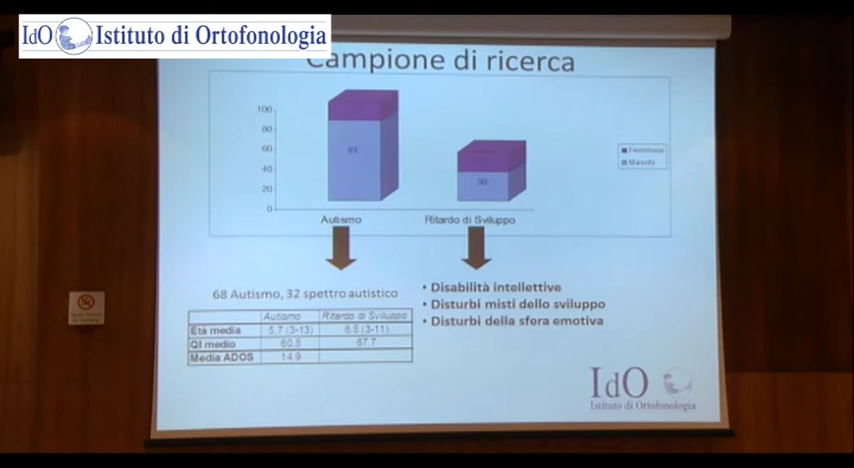 IdO Istituto di Ortofonologia
Campione di ricerca
100
80
60
40
20
0
81
30
Femmine
Maschi
Autismo
Ritardo di Sviluppo
68 Autismo, 32 spettro autistico
Autismo Ritardo di Sviluppo
Età media 5.7 (3-13) 6.5 (3-11)
QI medio 60.5 67.7
Media ADOS 14.9
• Disabilità intellettive
• Disturbi misti dello sviluppo
• Disturbi della sfera emotiva
IdO
Istituto di Ortofonologia